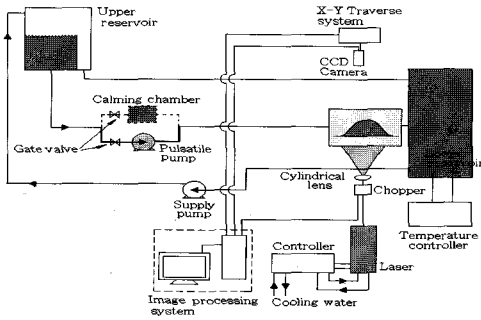 Upper
reservoir
X-Y Traverse
system
CCD
Camera
Calming chamber
Gate valve
Pulsatile
pump
Cylindrical
lens
Chopper
Supply
pump
Temperature
controller
Controller
Laser
Image processing
system
Cooling water